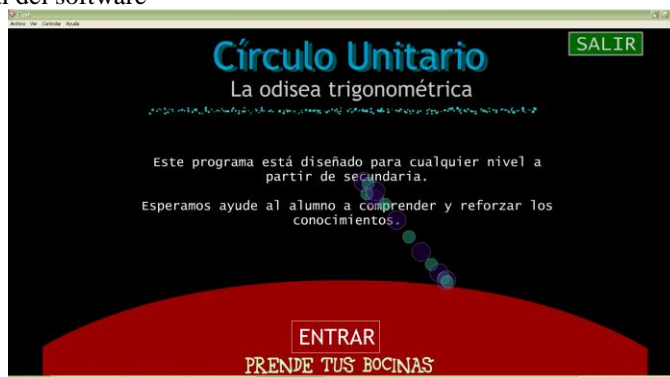 del software
Archivo Ver Controlar Ayuda
Círculo Unitario
SALIR
La odisea trigonométrica
Este programa está diseñado para cualquier nivel a
partir de secundaria.
Esperamos ayude al alumno a comprender y reforzar los
conocimientos.
ENTRAR
PRENDE TUS BOCINAS